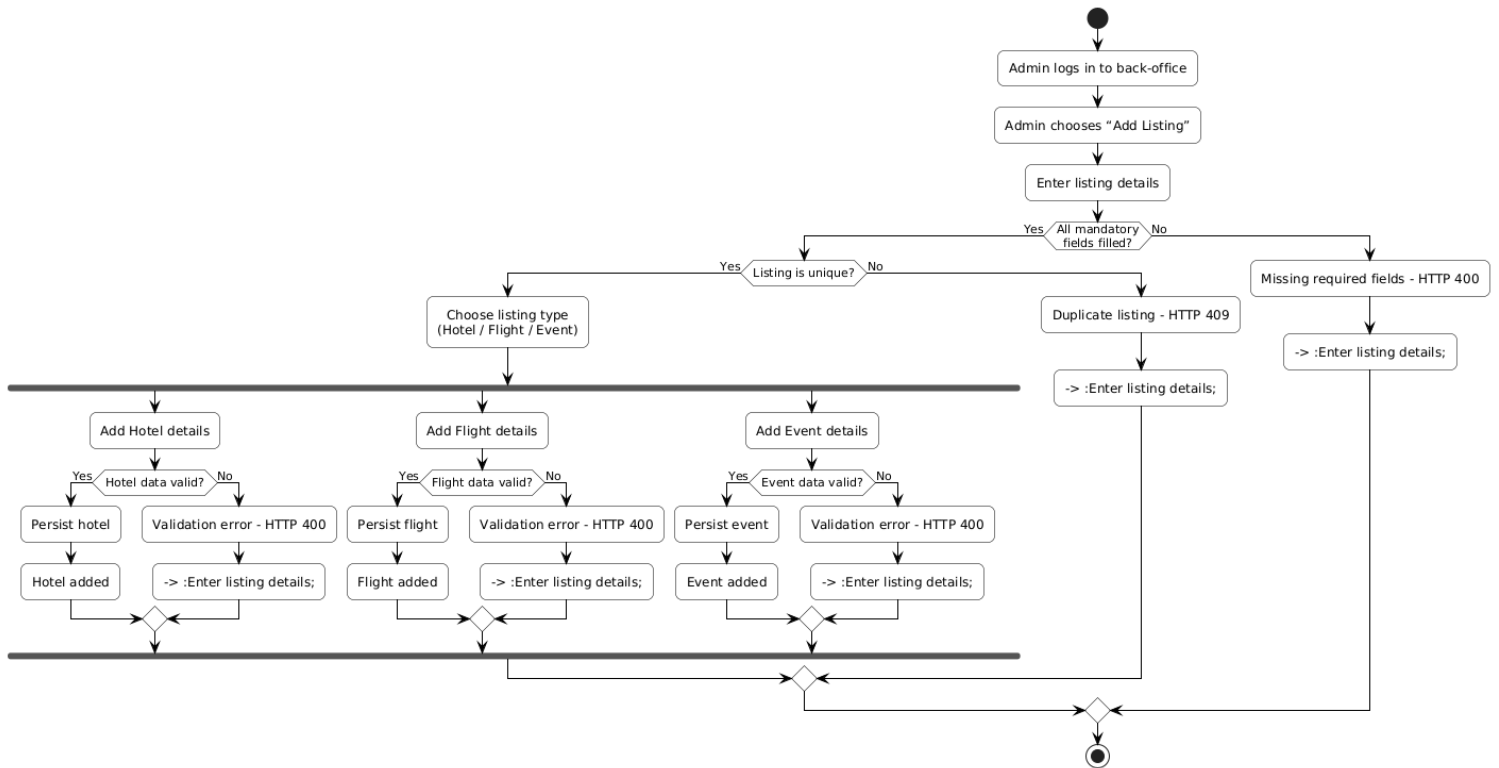 Admin logs in to back-office
Admin chooses “Add Listing”
Enter listing details
Yes
All mandatory
fields filled?
No
Yes
Listing is unique?
No
Missing required fields - HTTP 400
Choose listing type
(Hotel / Flight / Event)
Duplicate listing - HTTP 409
-> :Enter listing details;
-> :Enter listing details;
Add Hotel details
Add Flight details
Add Event details
Yes
Hotel data valid?
No
Yes
Flight data valid?
No
Yes
Event data valid?
No
Persist hotel
Validation error - HTTP 400
Persist flight
Validation error - HTTP 400
Persist event
Validation error - HTTP 400
Hotel added
-> :Enter listing details;
Flight added
-> :Enter listing details;
Event added
-> :Enter listing details;